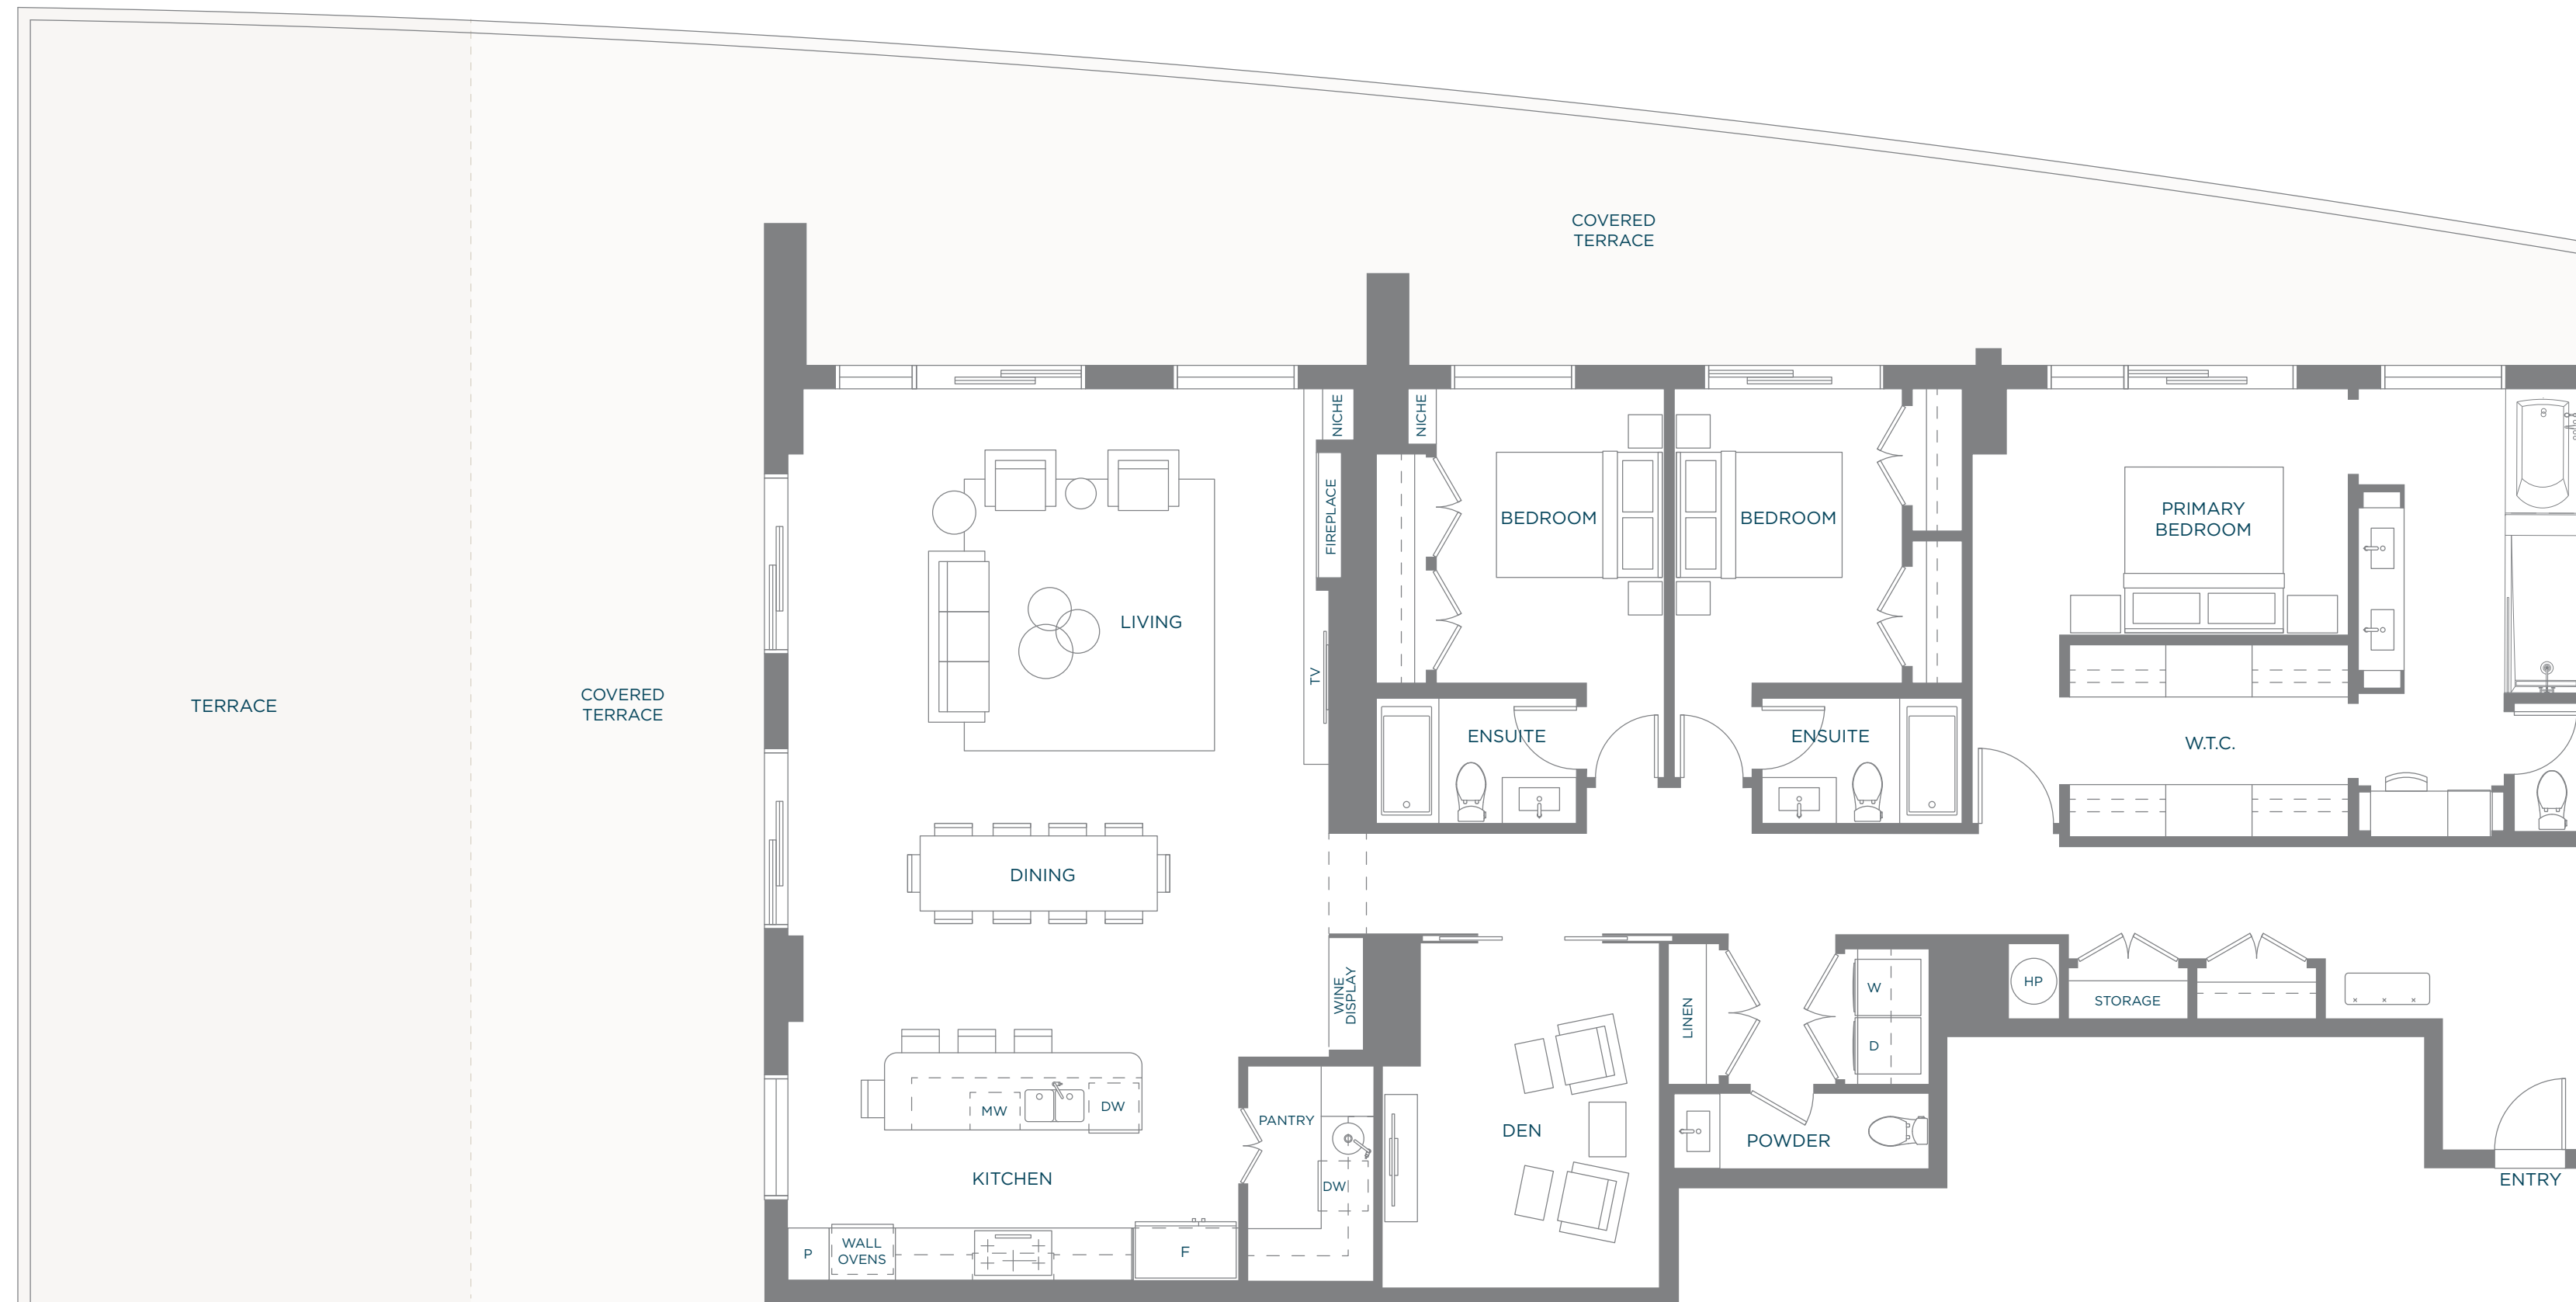 COVERED
TERRACE
NICHE
NICHE
FIREPLACE
BEDROOM
BEDROOM
PRIMARY
BEDROOM
LIVING
TV
TERRACE
COVERED
TERRACE
ENSUITE
ENSUITE
W.T.C.
DINING
WINE
DISPLAY
LINEN
W
D
HP
STORAGE
MW
DW
PANTRY
DW
DEN
POWDER
KITCHEN
ENTRY
P
WALL
OVENS
F